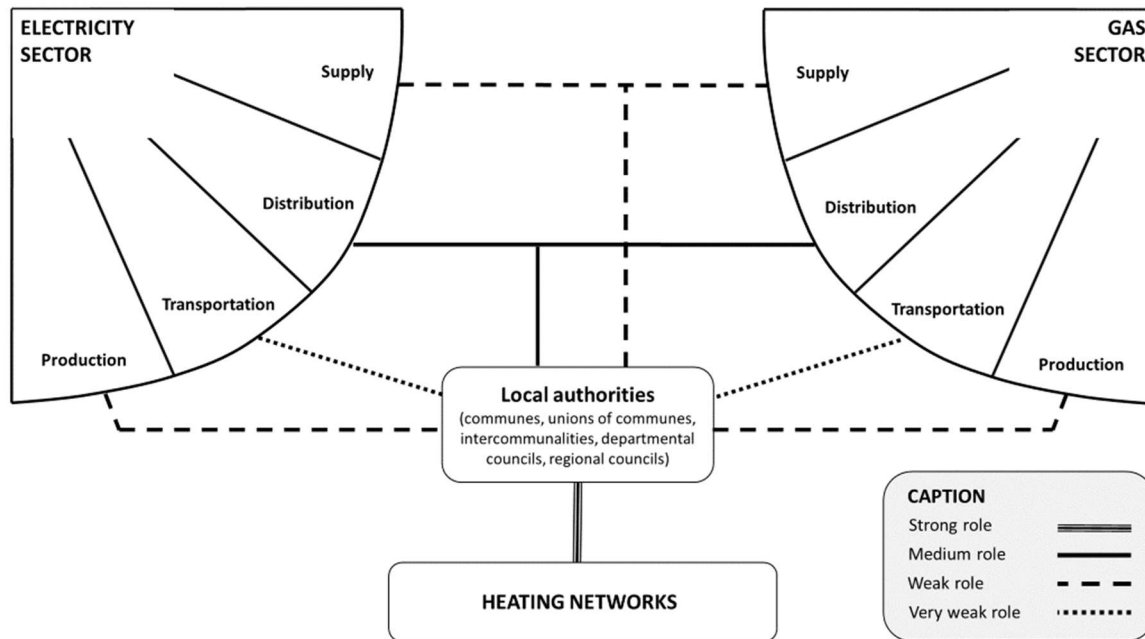 ELECTRICITY
SECTOR
Supply
Distribution
Transportation
Production
GAS
SECTOR
Supply
Distribution
Transportation
Production
Local authorities
(communes, unions of communes,
intercommunalities, departmental
councils, regional councils)
HEATING NETWORKS
CAPTION
Strong role
Medium role
Weak role
Very weak role